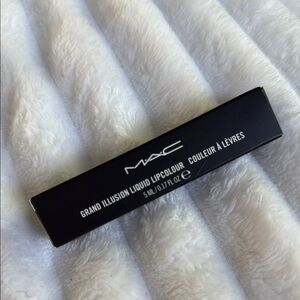 MAC
GRAND ILLUSION LIQUID LIPCOLOUR COULEUR À LÈVRES
5 ML/0.17 FL OZ ℮